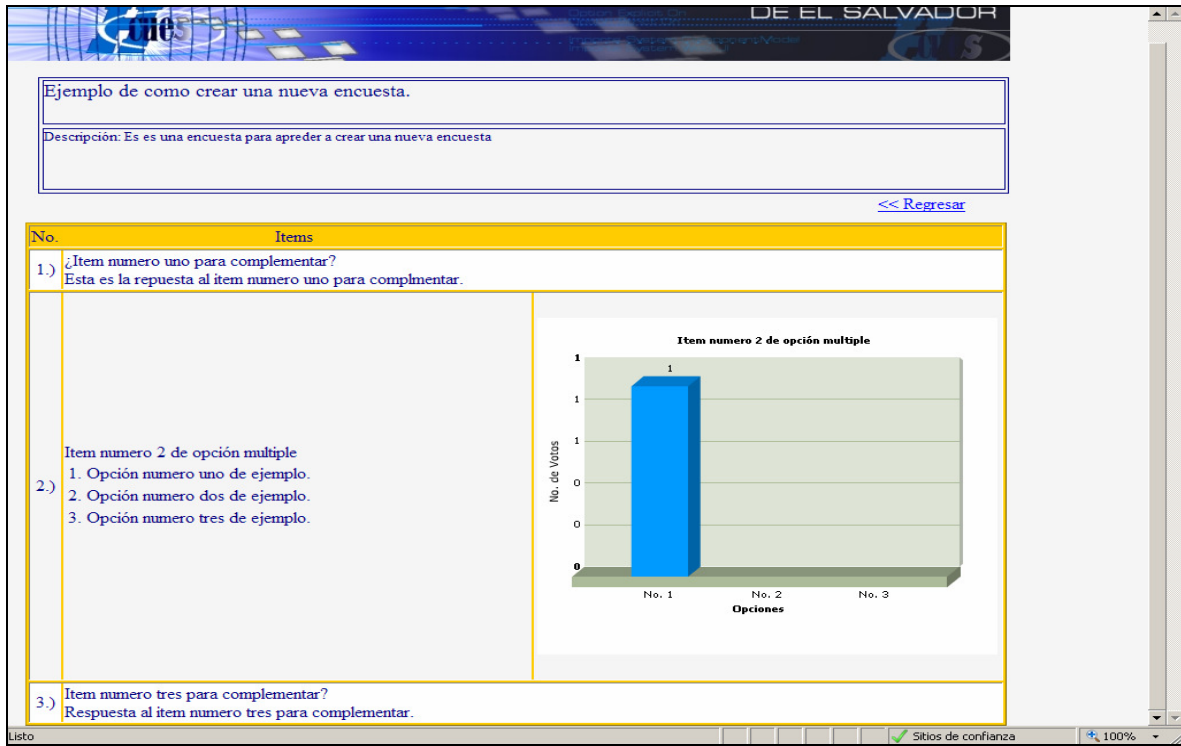 DE EL SALVADOR
Ejemplo de como crear una nueva encuesta.
Descripción: Es es una encuesta para apreder a crear una nueva encuesta
<< Regresar
No. Items
1.) ¿Item numero uno para complementar?
Esta es la repuesta al item numero uno para complmentar.
2.) Item numero 2 de opción multiple
1. Opción numero uno de ejemplo.
2. Opción numero dos de ejemplo.
3. Opción numero tres de ejemplo.
Item numero 2 de opción multiple
1
1
1
1
0
0
0
No. de Votos
No. 1 No. 2 No. 3
Opciones
3.) Item numero tres para complementar?
Respuesta al item numero tres para complementar.
Listo Sitios de confianza 100%